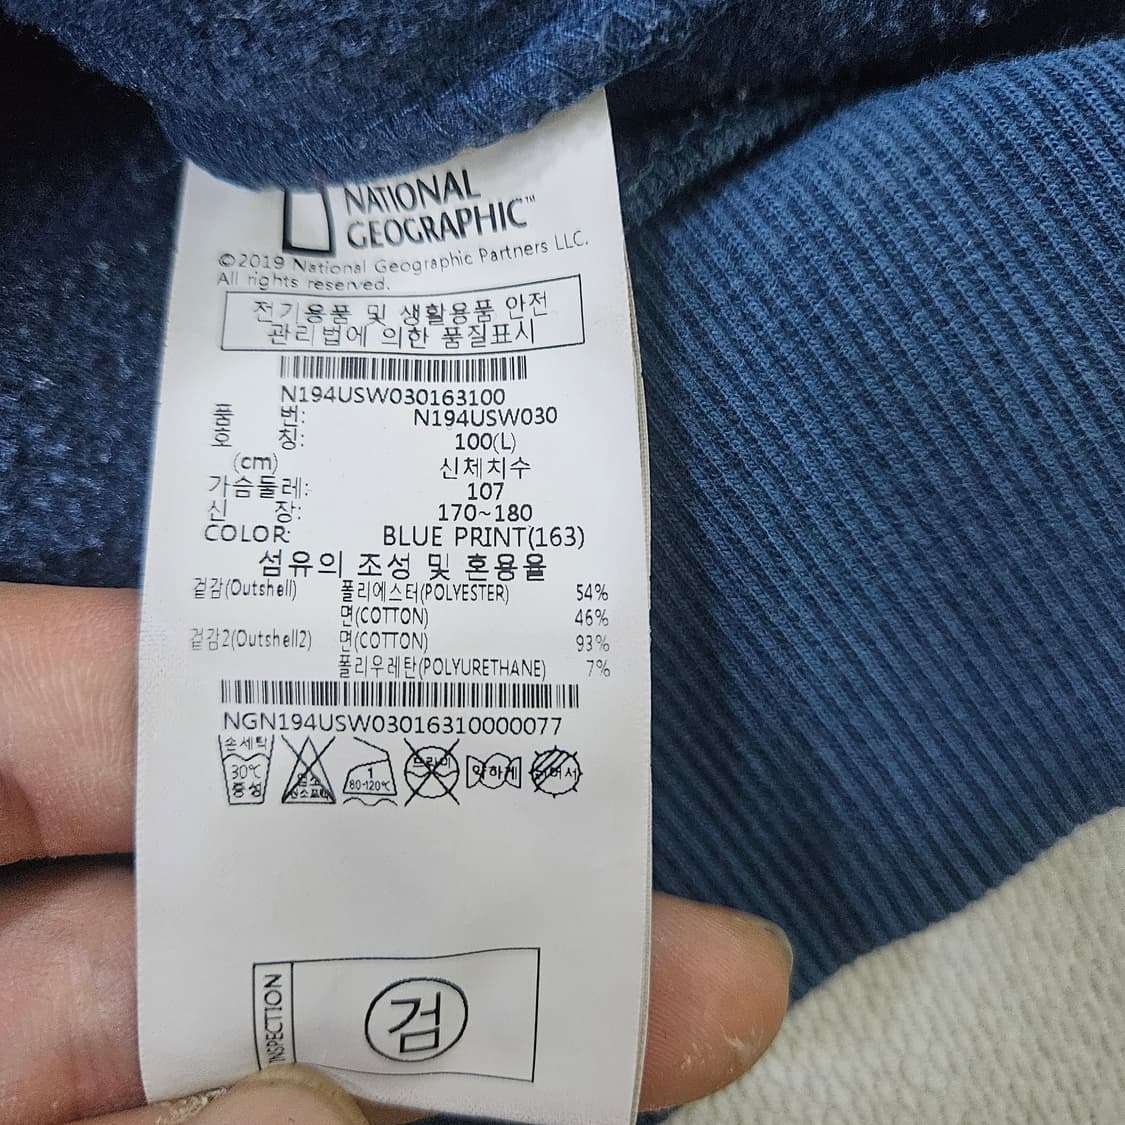 NATIONAL
GEOGRAPHIC™
©2019 National Geographic Partners LLC.
All rights reserved.
전기용품 및 생활용품 안전
관리법에 의한 품질표시
N194USW030163100
품 번: N194USW030
호 칭: 100(L)
(cm) 신체치수
가슴둘레: 107
신 장: 170~180
COLOR: BLUE PRINT(163)
섬유의 조성 및 혼용율
겉감(Outshell) 폴리에스터(POLYESTER) 54%
면(COTTON) 46%
겉감2(Outshell2) 면(COTTON) 93%
폴리우레탄(POLYURETHANE) 7%
NGN194USW03016310000077
손세탁
30℃ 1 드라이 약하게
중성 80-120℃
INSPECTION
검